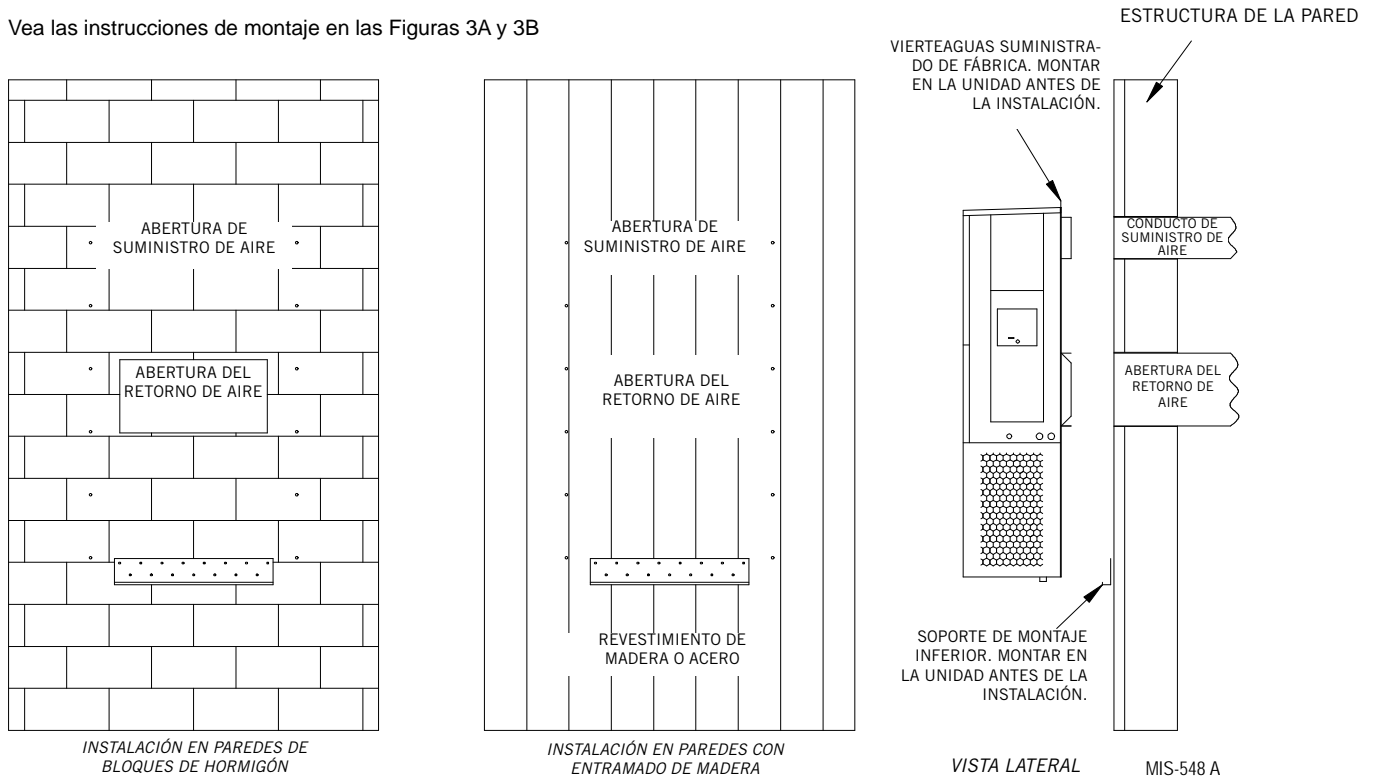 Vea las instrucciones de montaje en las Figuras 3A y 3B
ABERTURA DE
SUMINISTRO DE AIRE
ABERTURA DEL
RETORNO DE AIRE
INSTALACIÓN EN PAREDES DE
BLOQUES DE HORMIGÓN
ABERTURA DE
SUMINISTRO DE AIRE
ABERTURA DEL
RETORNO DE AIRE
REVESTIMIENTO DE
MADERA O ACERO
INSTALACIÓN EN PAREDES CON
ENTRAMADO DE MADERA
ESTRUCTURA DE LA PARED
VIERTEAGUAS SUMINISTRA-
DO DE FÁBRICA. MONTAR
EN LA UNIDAD ANTES DE
LA INSTALACIÓN.
CONDUCTO DE
SUMINISTRO DE
AIRE
ABERTURA DEL
RETORNO DE
AIRE
SOPORTE DE MONTAJE
INFERIOR. MONTAR EN
LA UNIDAD ANTES DE LA
INSTALACIÓN.
VISTA LATERAL
MIS-548 A